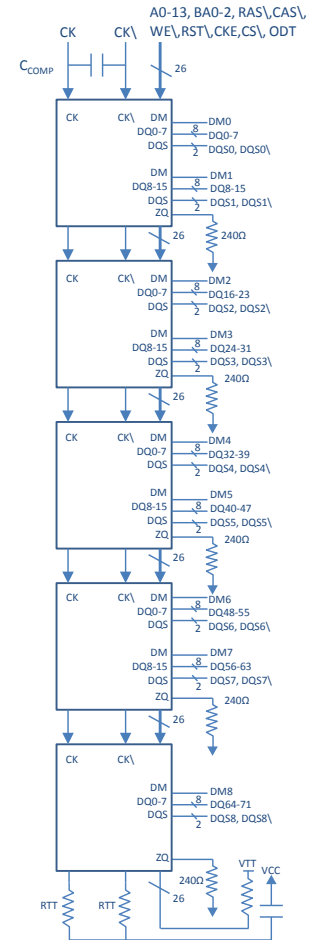 A0-13, BA0-2, RAS\,CAS\,
CK CK\ WE\,RST\,CKE,CS\, ODT
C_COMP
26
CK CK\ DM DM0
DQ0-7 8 DQ0-7
DQS 2 DQS0, DQS0\
DM DM1
DQ8-15 8 DQ8-15
DQS 2 DQS1, DQS1\
ZQ
26 240Ω
CK CK\ DM DM2
DQ0-7 8 DQ16-23
DQS 2 DQS2, DQS2\
DM DM3
DQ8-15 8 DQ24-31
DQS 2 DQS3, DQS3\
ZQ 240Ω
26
CK CK\ DM DM4
DQ0-7 8 DQ32-39
DQS 2 DQS4, DQS4\
DM DM5
DQ8-15 8 DQ40-47
DQS 2 DQS5, DQS5\
ZQ 240Ω
26
CK CK\ DM DM6
DQ0-7 8 DQ48-55
DQS 2 DQS6, DQS6\
DM DM7
DQ8-15 8 DQ56-63
DQS 2 DQS7, DQS7\
ZQ 240Ω
26
CK CK\
DM DM8
DQ0-7 8 DQ64-71
DQS 2 DQS8, DQS8\
ZQ
VTT VCC
240Ω
RTT RTT 26